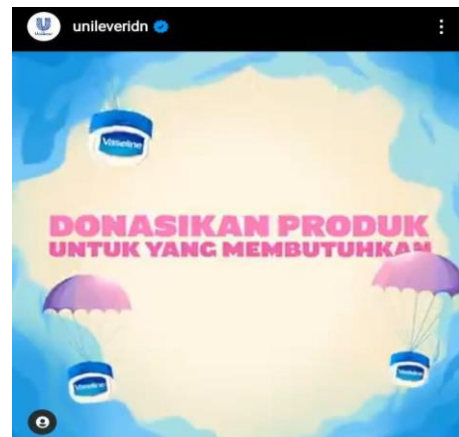 unileveridn
DONASIKAN PRODUK
UNTUK YANG MEMBUTUHKAN
Vaseline
Vaseline
Vaseline